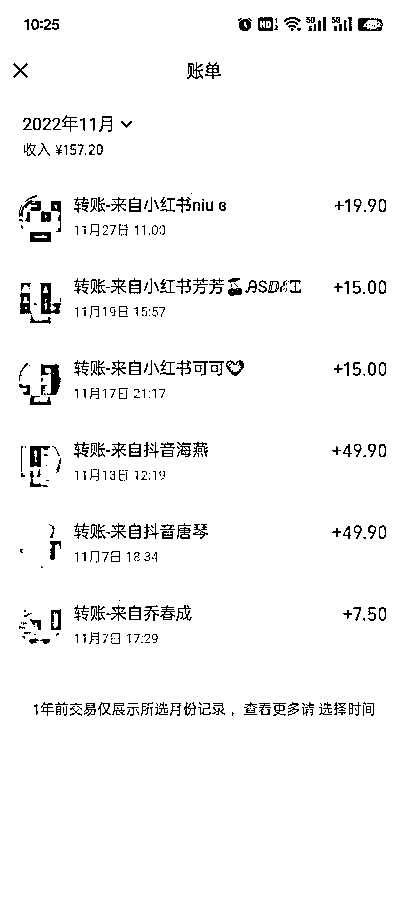 10:25
账单
2022年11月
收入 ¥157.20
转账-来自小红书niu
+19.90
11月27日 11:00
转账-来自小红书芳芳
+15.00
11月19日 15:57
转账-来自小红书可可
+15.00
11月17日 21:17
转账-来自抖音海燕
+49.90
11月13日 12:19
转账-来自抖音唐琴
+49.90
11月7日 18:34
转账-来自乔春成
+7.50
11月7日 17:29
1年前交易仅展示所选月份记录，查看更多请 选择时间